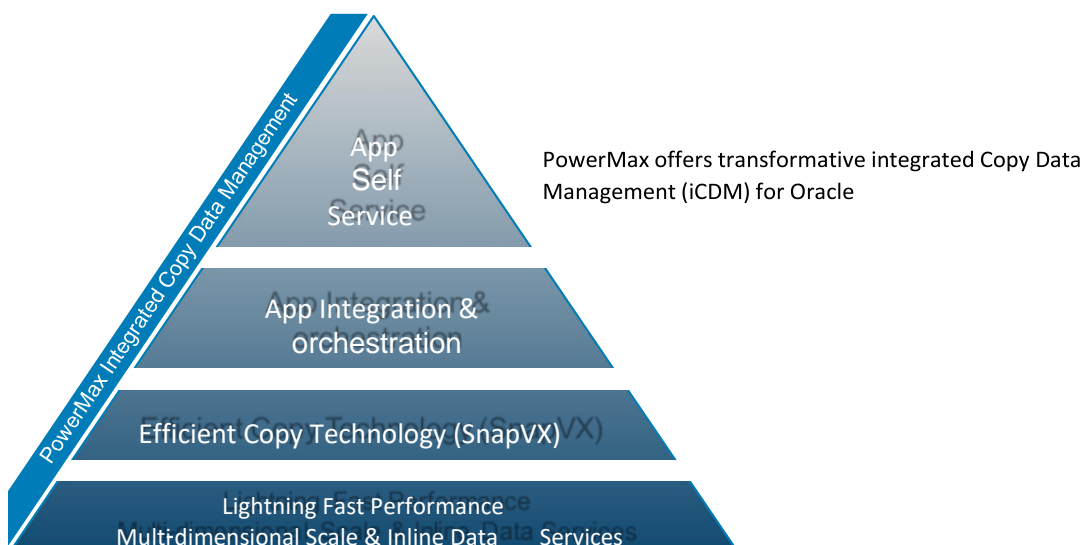 PowerMax Integrated Copy Data Management
App
Self
Service
PowerMax offers transformative integrated Copy Data
Management (iCDM) for Oracle
App Integration &
orchestration
Efficient Copy Technology (SnapVX)
Lightning Fast Performance
Multi-dimensional Scale & Inline Data Services